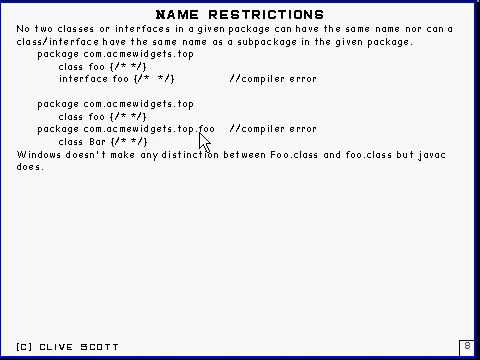 NAME RESTRICTIONS
No two classes or interfaces in a given package can have the same name nor can a
class/interface have the same name as a subpackage in the given package.
package com.acmewidgets.top
class foo {/* */}
interface foo {/* */} //compiler error
package com.acmewidgets.top
class foo {/* */}
package com.acmewidgets.top.foo //compiler error
class Bar {/* */}
Windows doesn't make any distinction between Foo.class and foo.class but javac
does.
(C) CLIVE SCOTT
8